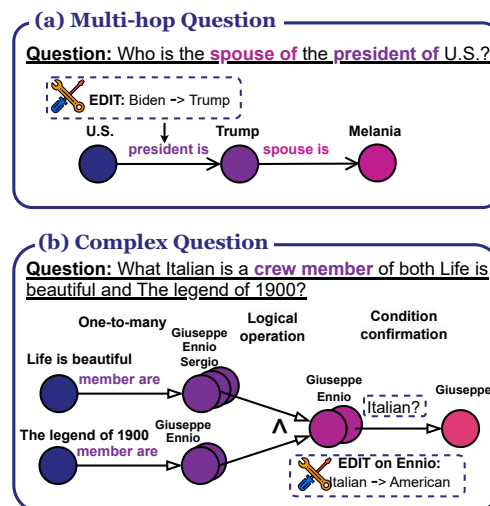 (a) Multi-hop Question
Question: Who is the spouse of the president of U.S.?
EDIT: Biden -> Trump
U.S.
Trump
Melania
president is
spouse is
(b) Complex Question
Question: What Italian is a crew member of both Life is
beautiful and The legend of 1900?
One-to-many
Logical
operation
Condition
confirmation
Life is beautiful
member are
Giuseppe
Ennio
Sergio
The legend of 1900
member are
Giuseppe
Ennio
∧
Giuseppe
Ennio
Italian?
Giuseppe
EDIT on Ennio:
Italian -> American